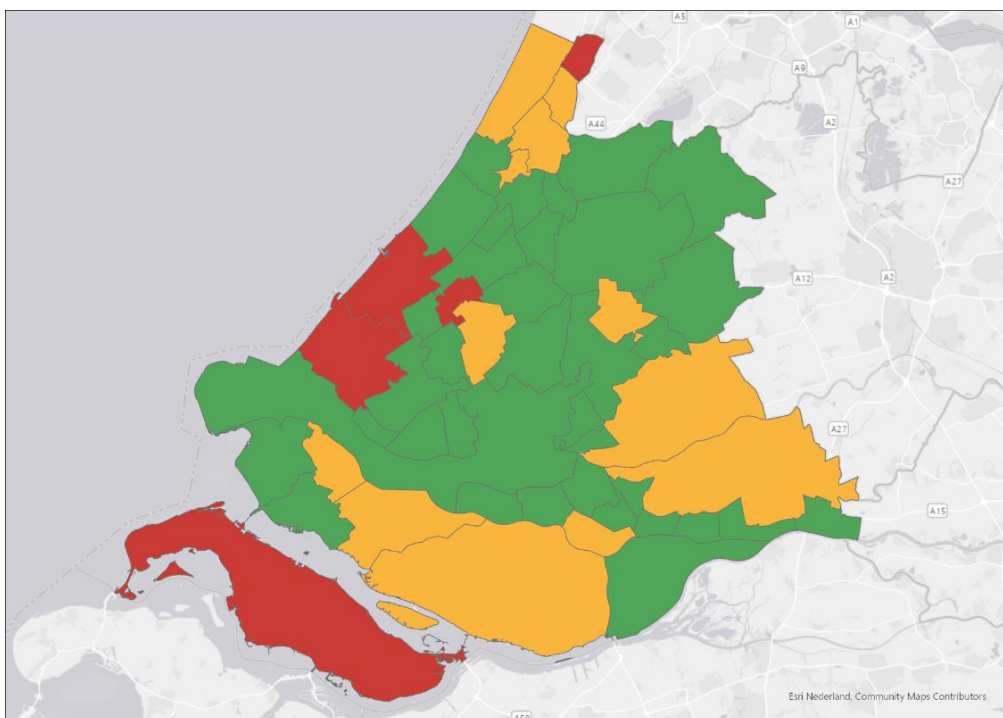 A5
A1
A9
A44
A2
A27
A12
A2
A27
A15
Esri Nederland, Community Maps Contributors